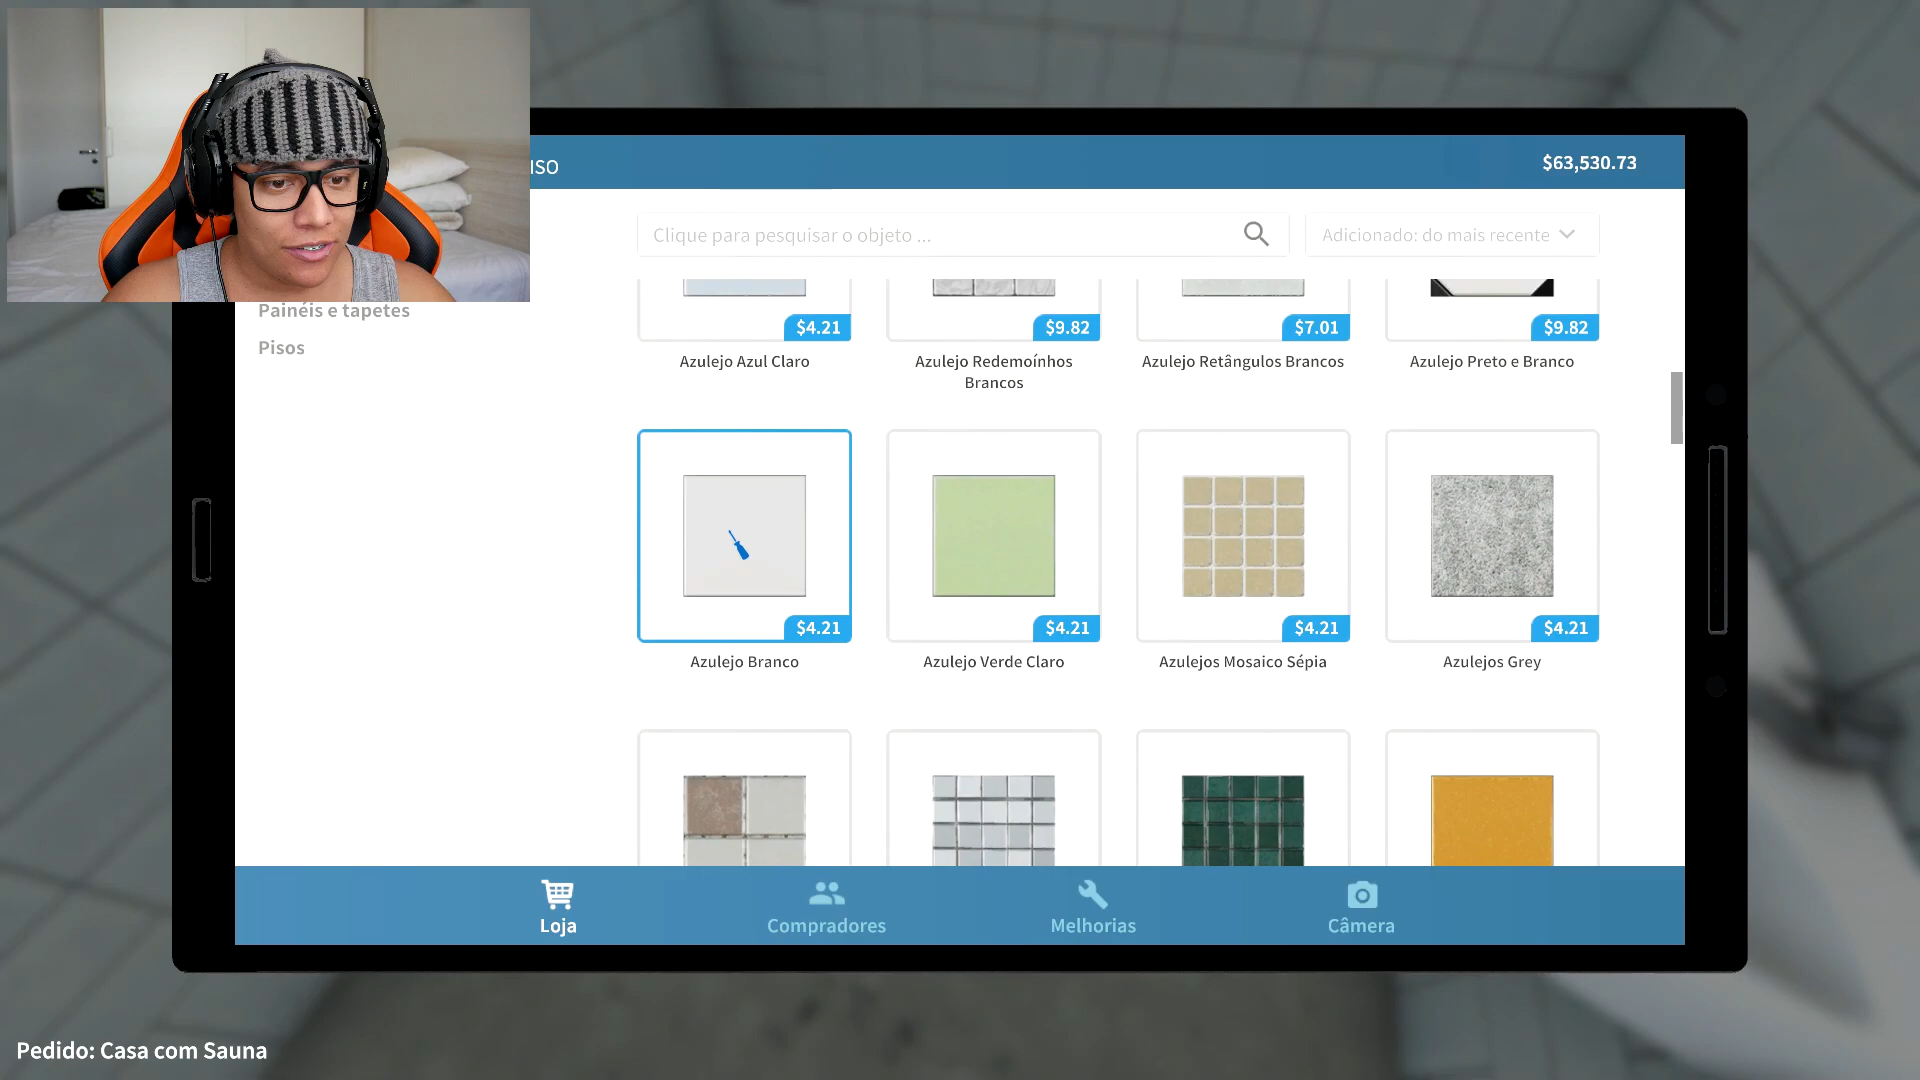 ISO
$63,530.73
Clique para pesquisar o objeto ...
Adicionado: do mais recente
Painéis e tapetes
Pisos
$4.21
$9.82
$7.01
$9.82
Azulejo Azul Claro
Azulejo Redemoínhos
Brancos
Azulejo Retângulos Brancos
Azulejo Preto e Branco
$4.21
$4.21
$4.21
$4.21
Azulejo Branco
Azulejo Verde Claro
Azulejos Mosaico Sépia
Azulejos Grey
Loja
Compradores
Melhorias
Câmera
Pedido: Casa com Sauna